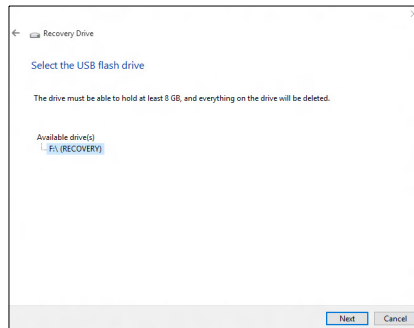 Recovery Drive
Select the USB flash drive
The drive must be able to hold at least 8 GB, and everything on the drive will be deleted.
Available drive(s)
F:\ (RECOVERY)
Next Cancel